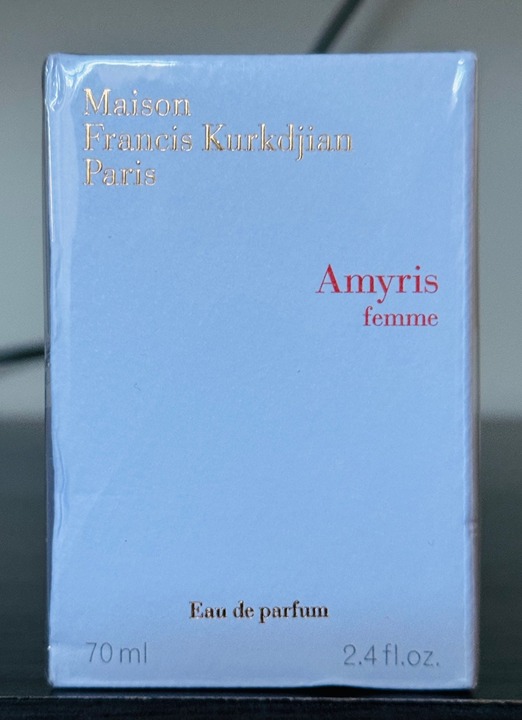 Maison
Francis Kurkdjian
Paris
Amyris
femme
Eau de parfum
70 ml 2.4 fl.oz.